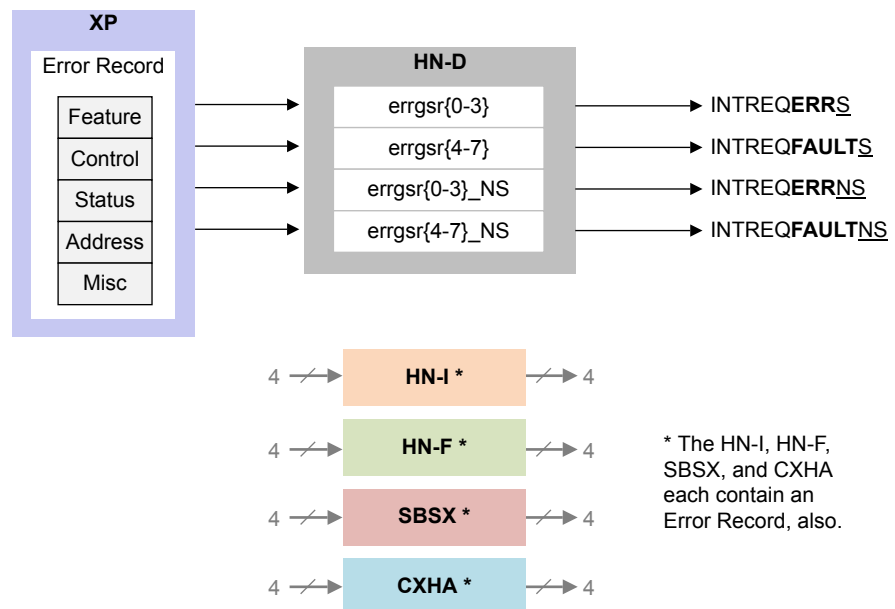 XP
Error Record
Feature
Control
Status
Address
Misc
HN-D
errgsr{0-3}
errgsr{4-7}
errgsr{0-3}_NS
errgsr{4-7}_NS
INTREQERRS
INTREQFAULTS
INTREQERRNS
INTREQFAULTNS
4 HN-I * 4
4 HN-F * 4
4 SBSX * 4
4 CXHA * 4
* The HN-I, HN-F,
SBSX, and CXHA
each contain an
Error Record, also.